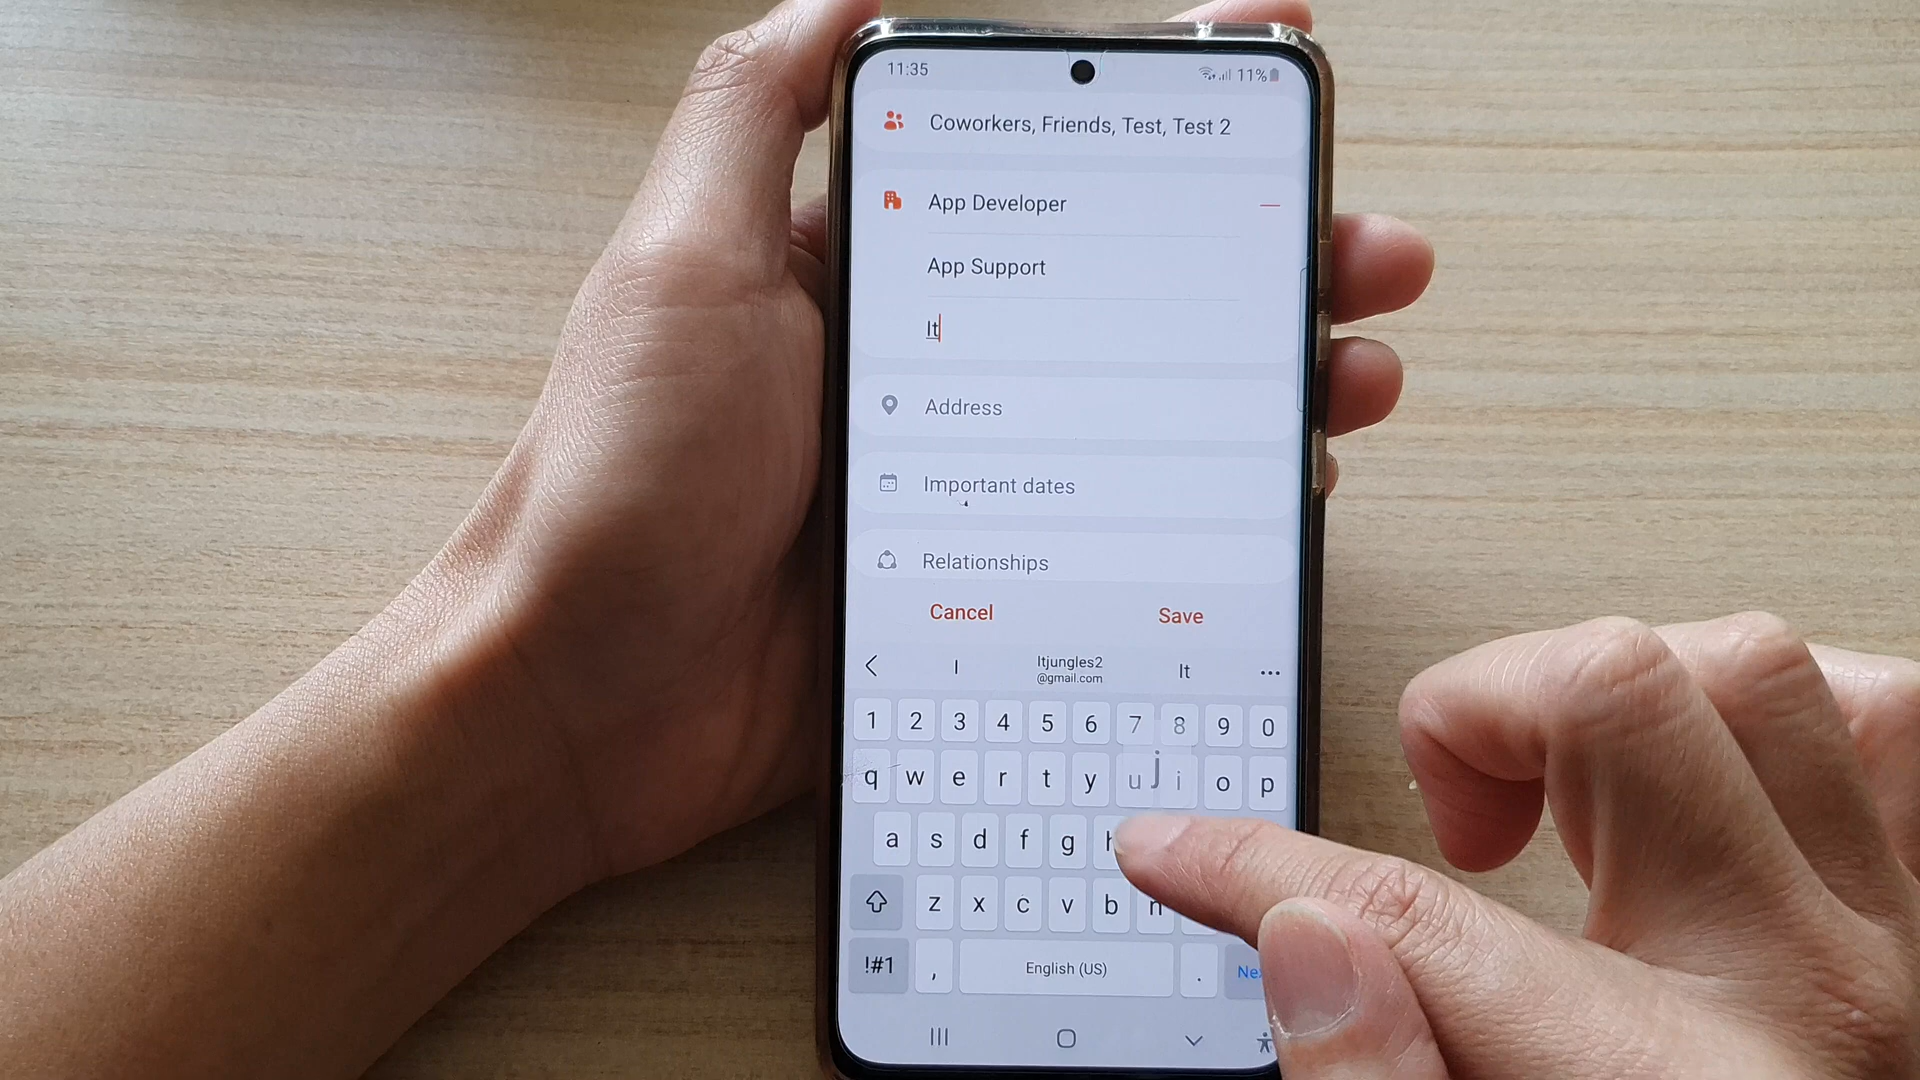 11:35
11%
Coworkers, Friends, Test, Test 2
App Developer
App Support
It
Address
Important dates
Relationships
Cancel Save
I Itjungles2 It
@gmail.com
1 2 3 4 5 6 7 8 9 0
j
q w e r t y u i o p
a s d f g h
z x c v b n
!#1 , English (US) .